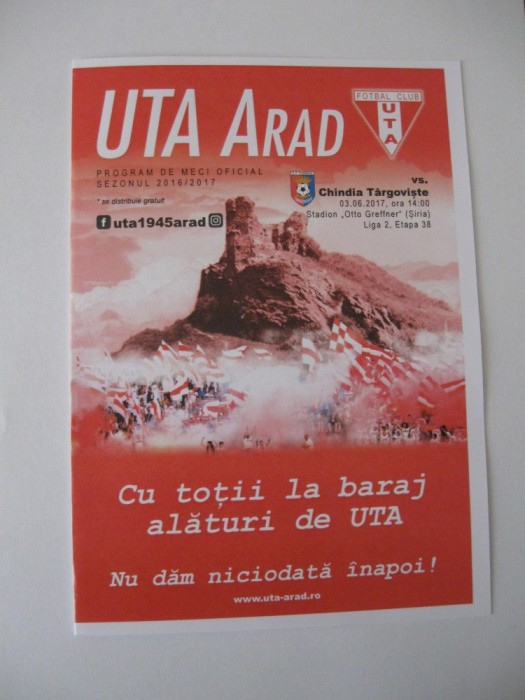 UTA ARAD
FOTBAL CLUB
UTA
PROGRAM DE MECI OFICIAL
SEZONUL 2016/2017
* se distribuie gratuit
uta1945arad
vs.
Chindia Târgoviște
03.06.2017, ora 14:00
Stadion „Otto Greffner" (Șiria)
Liga 2, Etapa 38
Cu toții la baraj
alături de UTA
Nu dăm niciodată înapoi!
www.uta-arad.ro